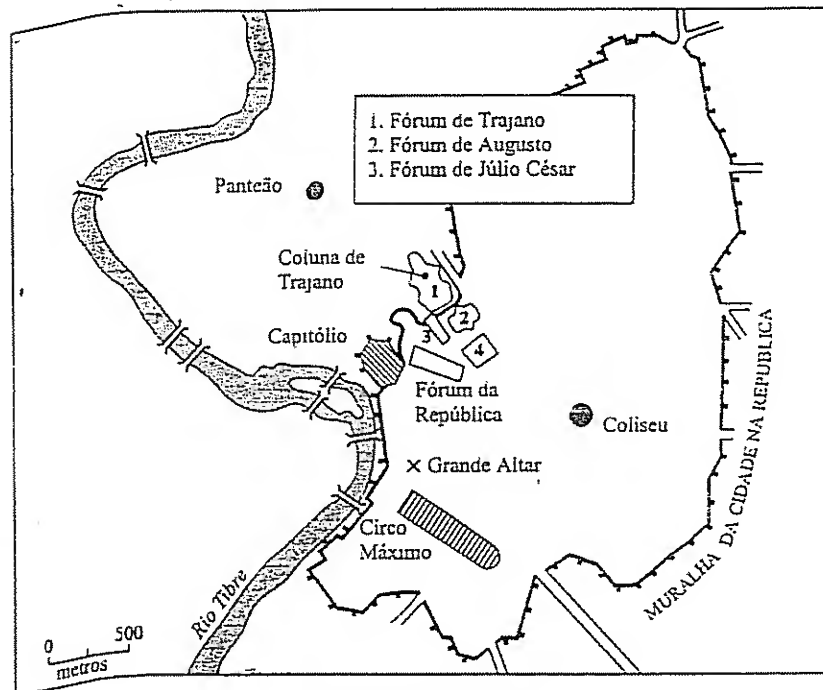 1. Fórum de Trajano
2. Fórum de Augusto
3. Fórum de Júlio César
Panteão
Coluna de
Trajano
1
2
3
4
Capitólio
Fórum da
República
Coliseu
Grande Altar
Circo
Máximo
MURALHA DA CIDADE NA REPUBLICA
Rio Tibre
0 500
metros